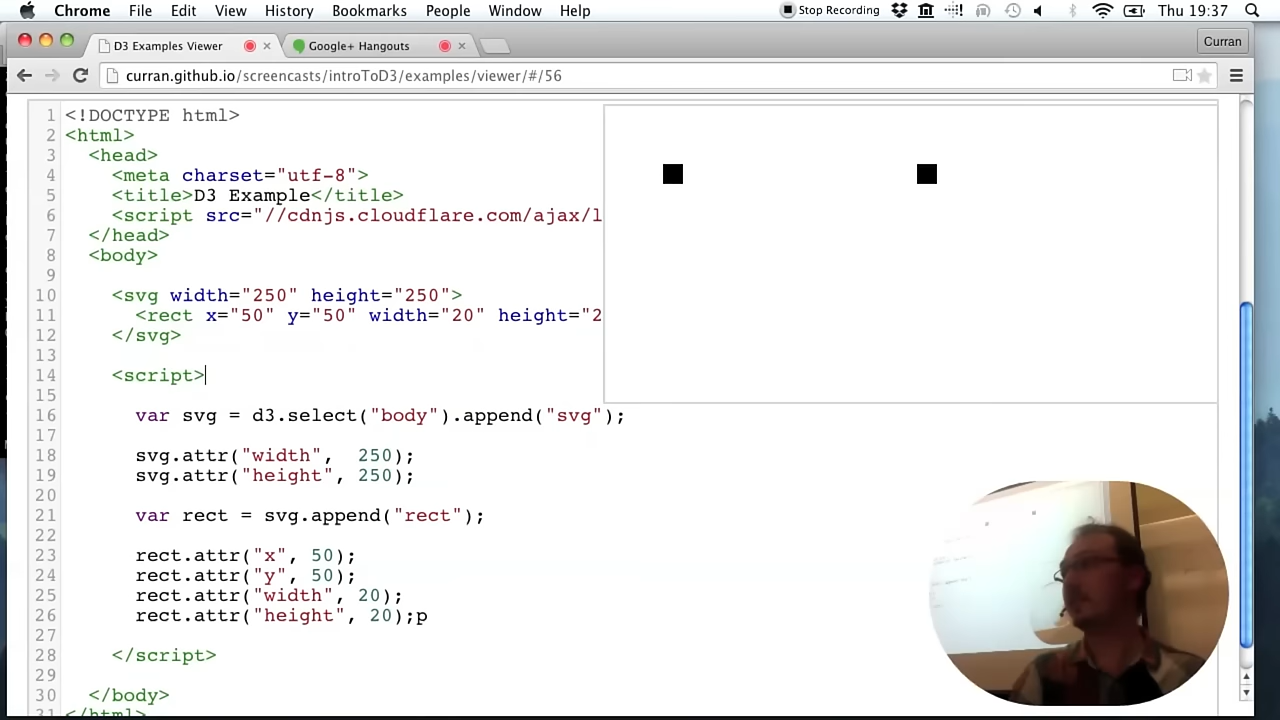 Chrome File Edit View History Bookmarks People Window Help Stop Recording Thu 19:37
D3 Examples Viewer Google+ Hangouts Curran
curran.github.io/screencasts/introToD3/examples/viewer/#/56
1 <!DOCTYPE html>
2 <html>
3 <head>
4 <meta charset="utf-8">
5 <title>D3 Example</title>
6 <script src="//cdnjs.cloudflare.com/ajax/l
7 </head>
8 <body>
9
10 <svg width="250" height="250">
11 <rect x="50" y="50" width="20" height="2
12 </svg>
13
14 <script>
15
16 var svg = d3.select("body").append("svg");
17
18 svg.attr("width", 250);
19 svg.attr("height", 250);
20
21 var rect = svg.append("rect");
22
23 rect.attr("x", 50);
24 rect.attr("y", 50);
25 rect.attr("width", 20);
26 rect.attr("height", 20);p
27
28 </script>
29
30 </body>
31 </html>